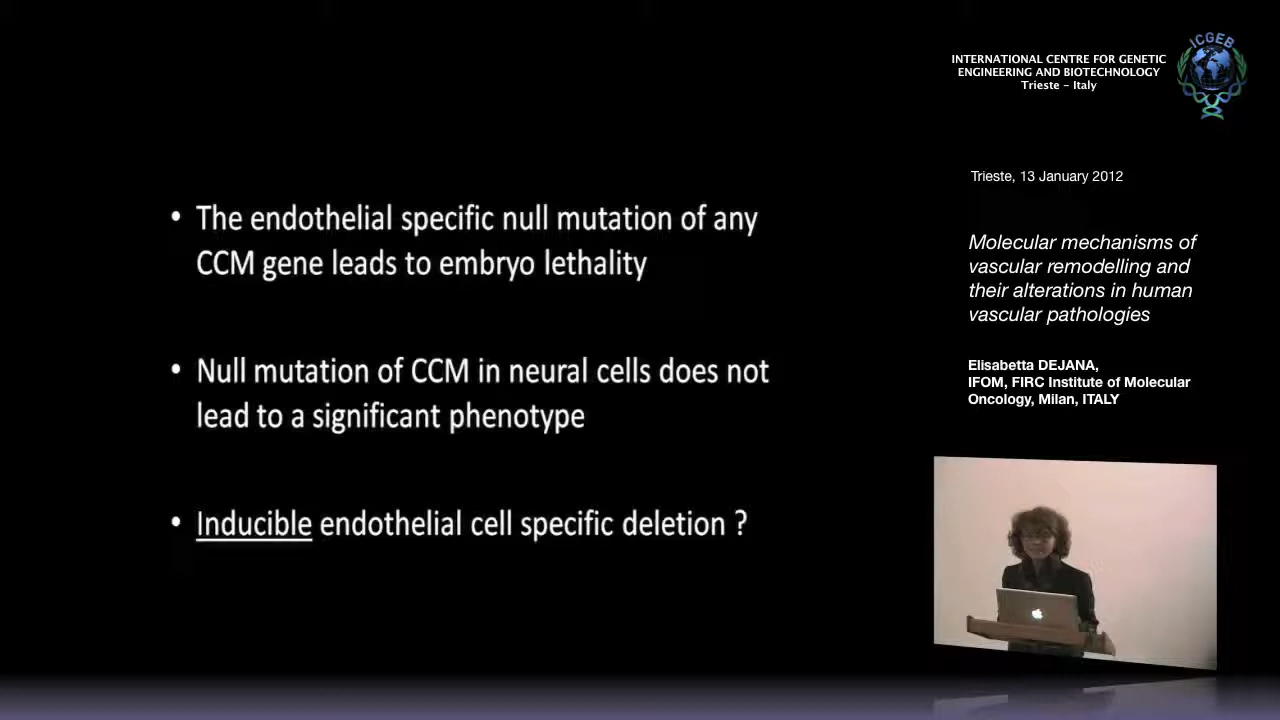 • The endothelial specific null mutation of any
CCM gene leads to embryo lethality
• Null mutation of CCM in neural cells does not
lead to a significant phenotype
• Inducible endothelial cell specific deletion ?
INTERNATIONAL CENTRE FOR GENETIC
ENGINEERING AND BIOTECHNOLOGY
Trieste – Italy
ICGEB
Trieste, 13 January 2012
Molecular mechanisms of
vascular remodelling and
their alterations in human
vascular pathologies
Elisabetta DEJANA,
IFOM, FIRC Institute of Molecular
Oncology, Milan, ITALY